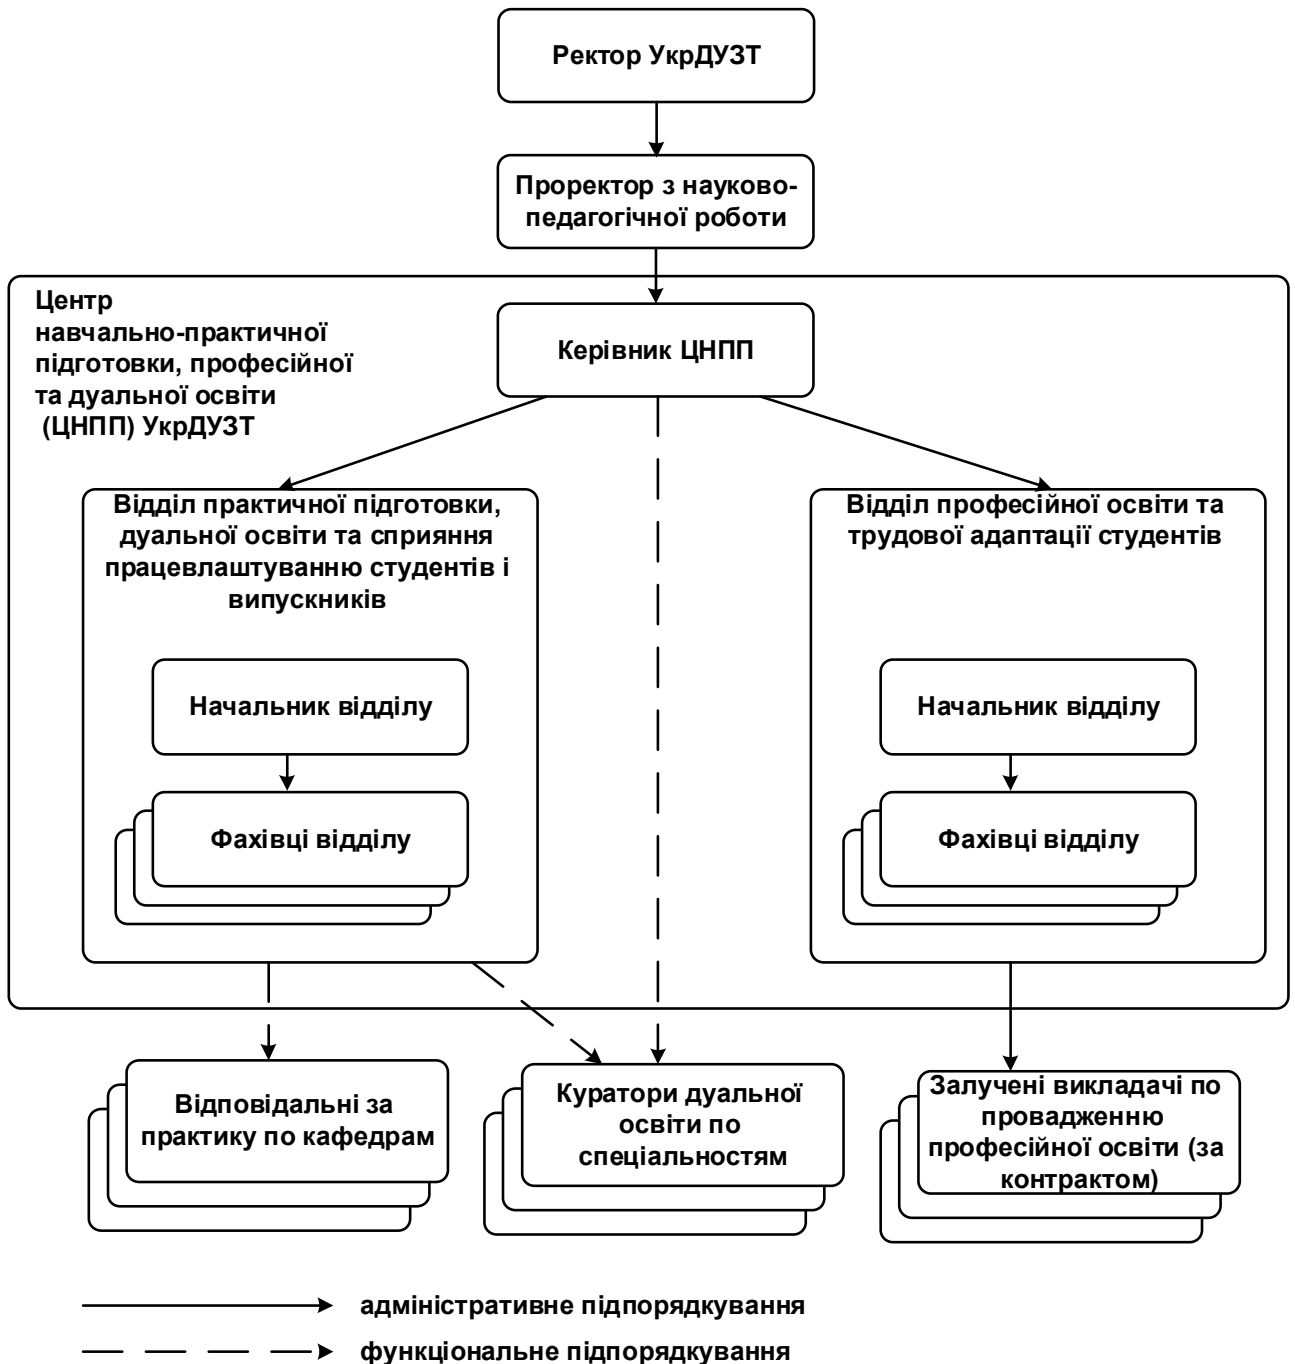 Ректор УкрДУЗТ
Проректор з науково-
педагогічної роботи
Центр
навчально-практичної
підготовки, професійної
та дуальної освіти
(ЦНПП) УкрДУЗТ
Керівник ЦНПП
Відділ практичної підготовки,
дуальної освіти та сприяння
працевлаштуванню студентів і
випускників
Начальник відділу
Фахівці відділу
Відділ професійної освіти та
трудової адаптації студентів
Начальник відділу
Фахівці відділу
Відповідальні за
практику по кафедрам
Куратори дуальної
освіти по
спеціальностям
Залучені викладачі по
провадженню
професійної освіти (за
контрактом)
адміністративне підпорядкування
функціональне підпорядкування